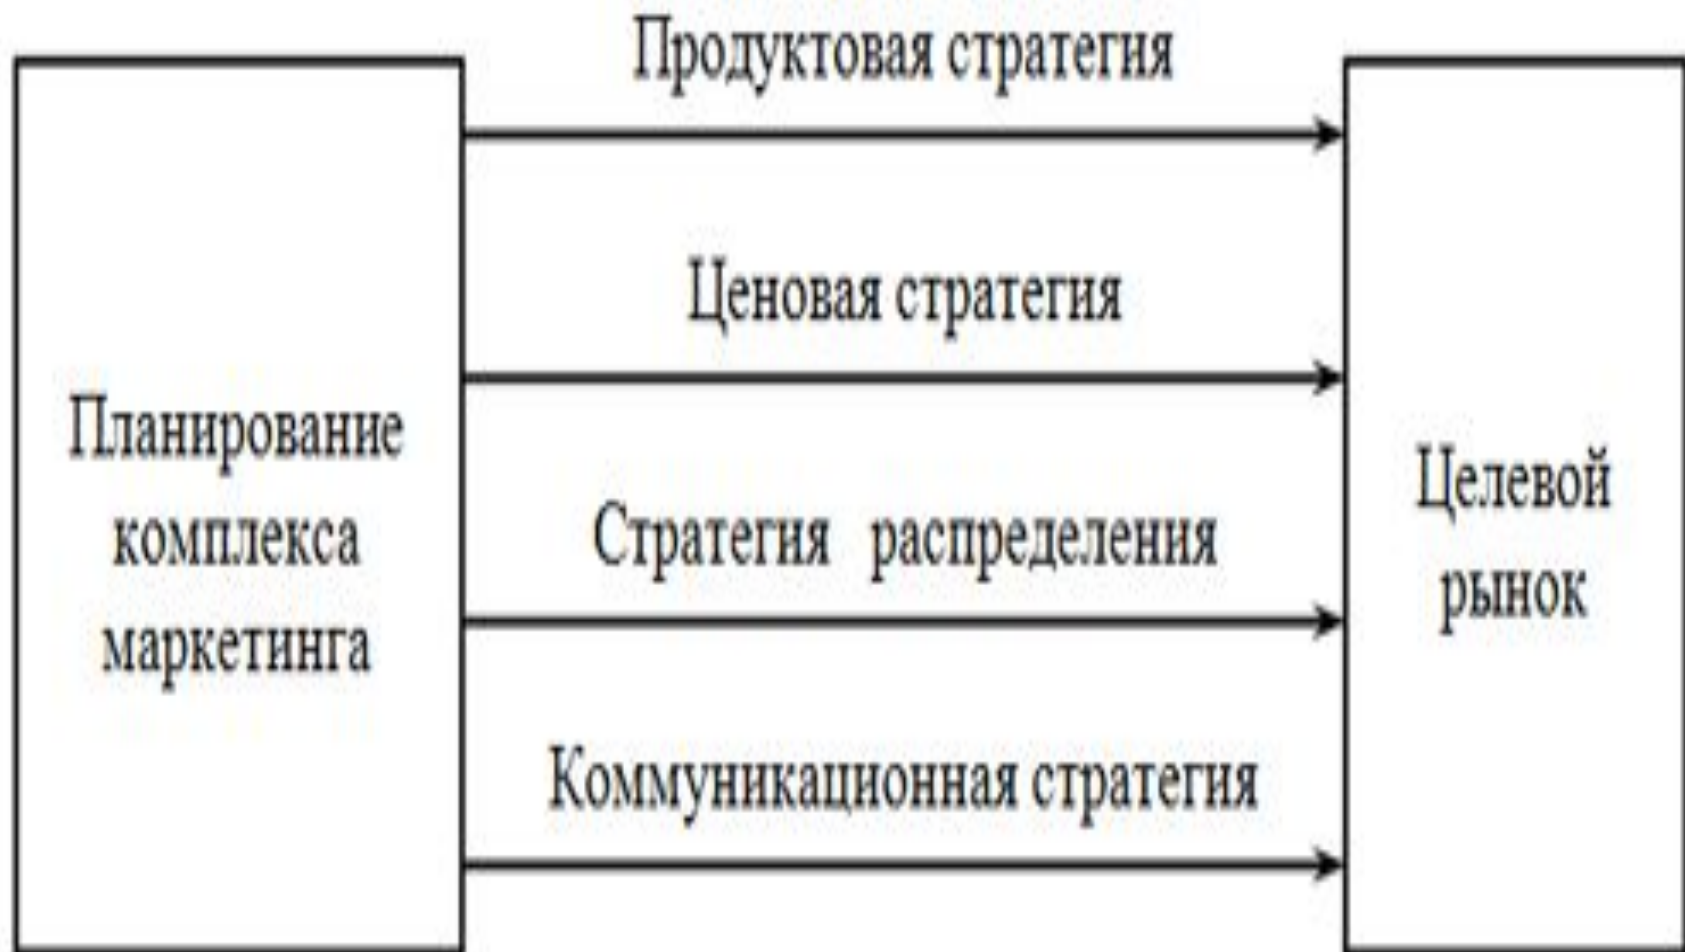 Продуктовая стратегия
Ценовая стратегия
Планирование
комплекса
маркетинга
Стратегия распределения
Целевой
рынок
Коммуникационная стратегия